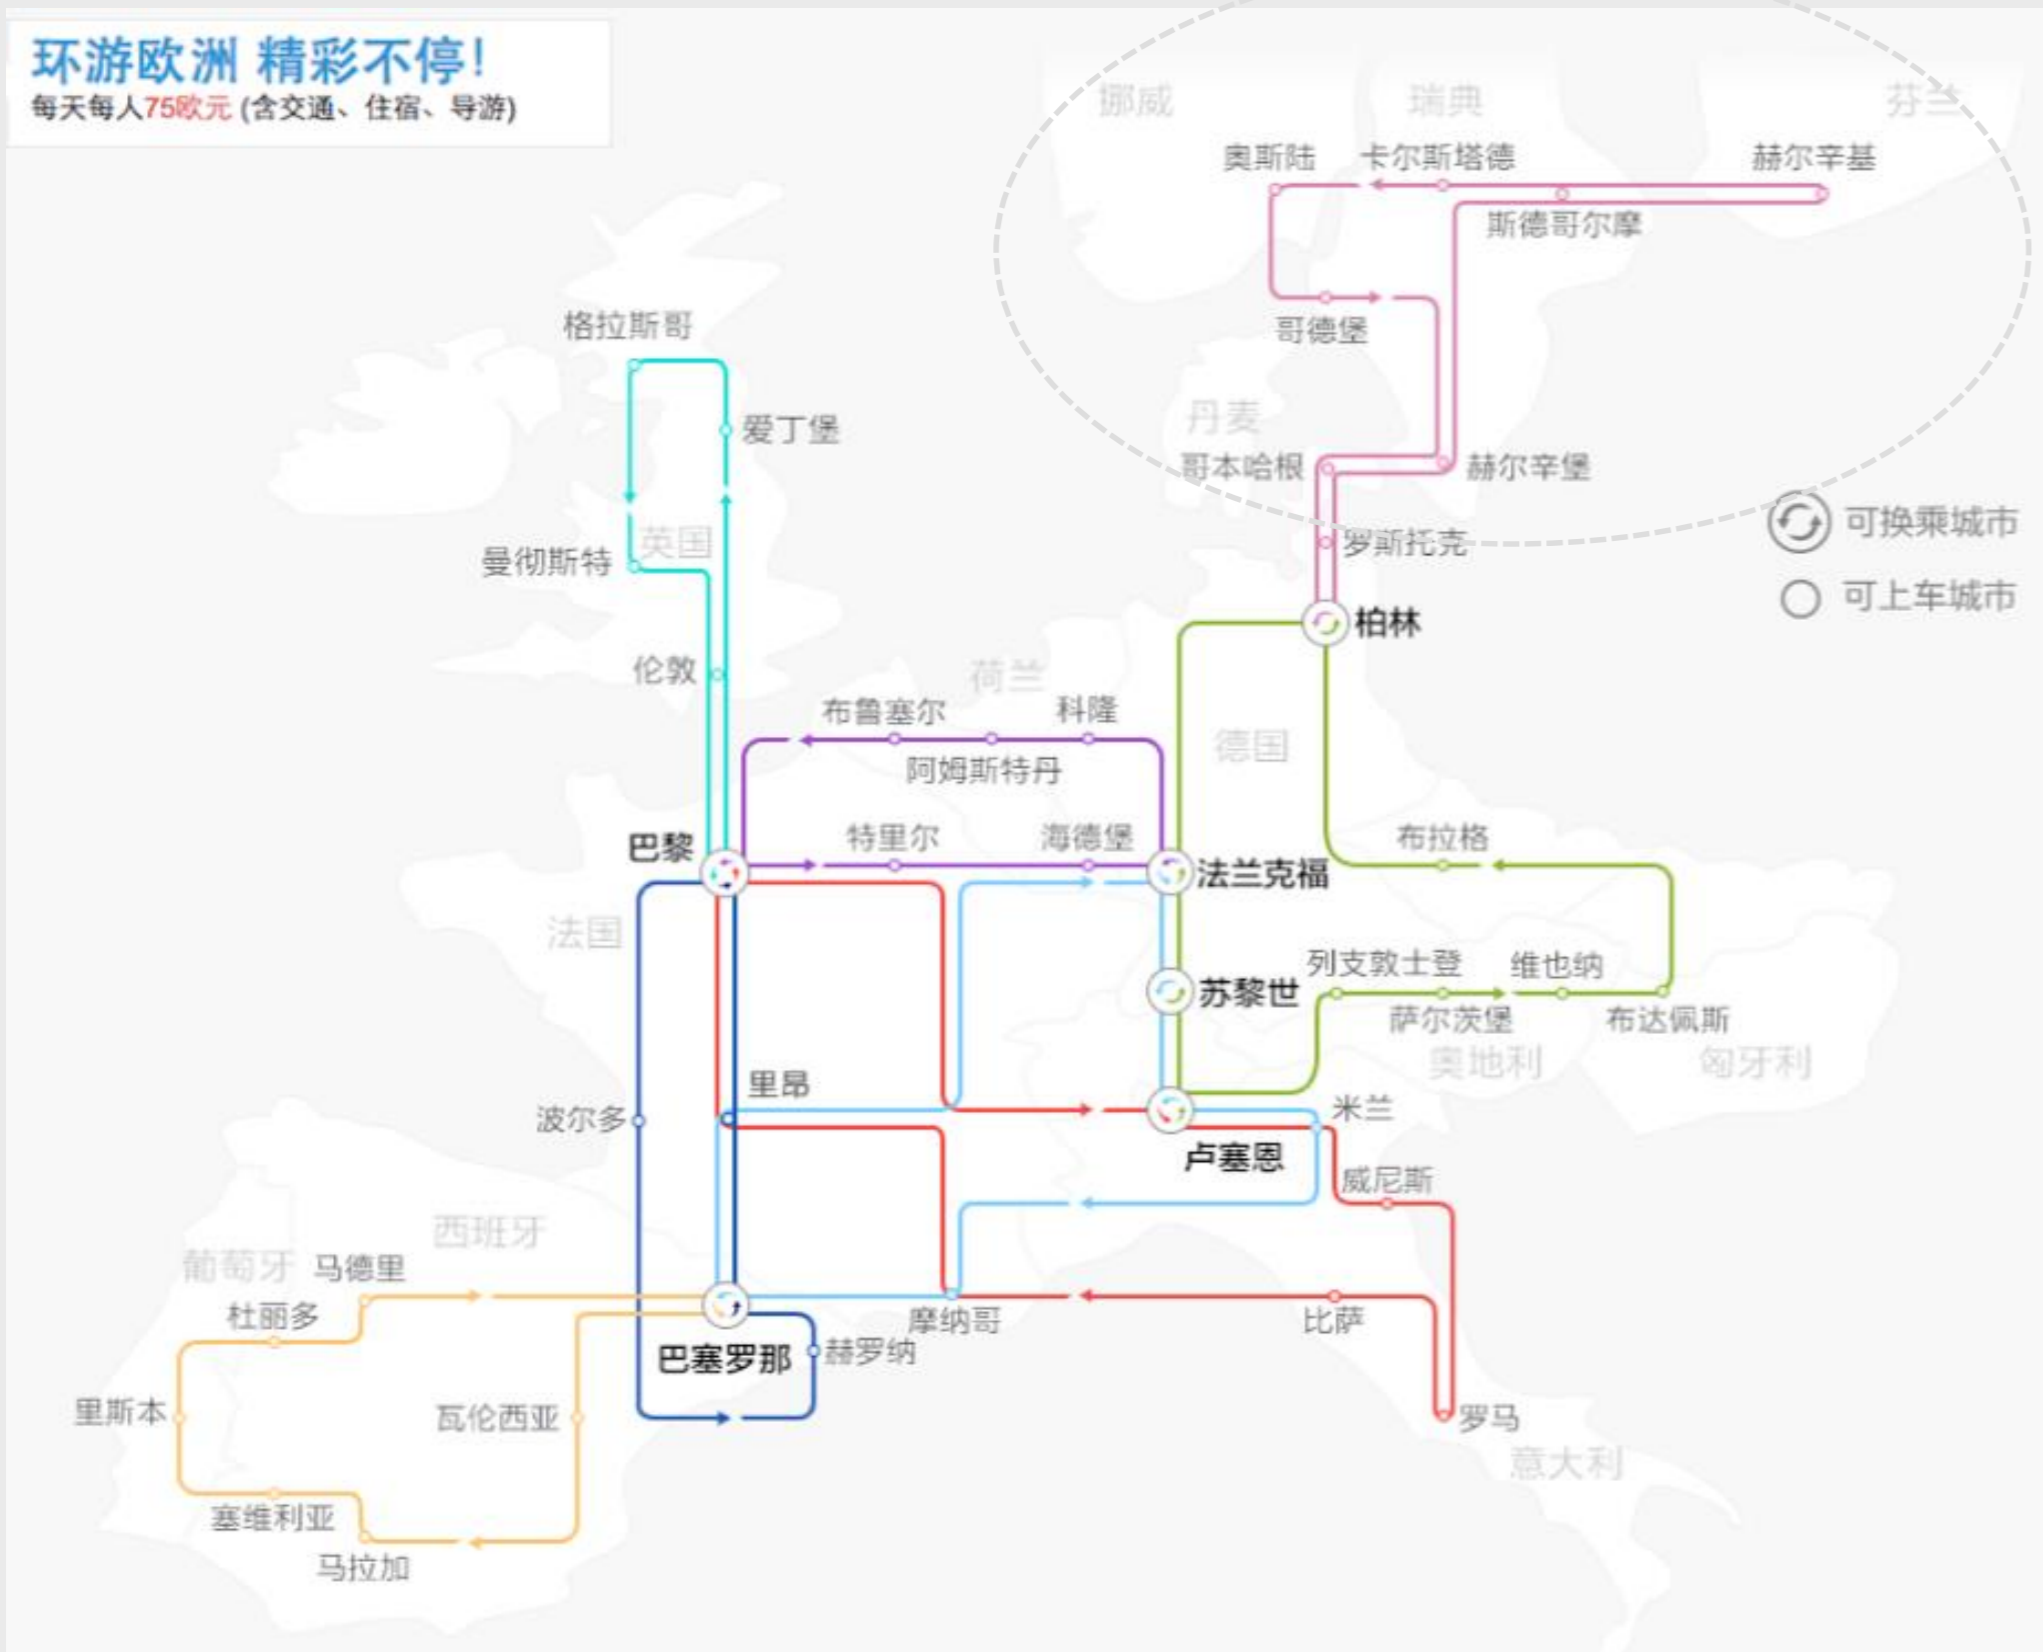 环游欧洲 精彩不停!
每天每人75欧元 (含交通、住宿、导游)
挪威
瑞典
芬兰
奥斯陆
卡尔斯塔德
赫尔辛基
斯德哥尔摩
格拉斯哥
哥德堡
爱丁堡
丹麦
哥本哈根
赫尔辛堡
可换乘城市
英国
曼彻斯特
罗斯托克
可上车城市
柏林
伦敦
荷兰
布鲁塞尔
科隆
德国
阿姆斯特丹
巴黎
特里尔
海德堡
布拉格
法兰克福
法国
列支敦士登
维也纳
苏黎世
萨尔茨堡
布达佩斯
奥地利
匈牙利
里昂
波尔多
米兰
卢塞恩
威尼斯
西班牙
葡萄牙
马德里
杜丽多
摩纳哥
比萨
巴塞罗那
赫罗纳
里斯本
瓦伦西亚
罗马
意大利
塞维利亚
马拉加